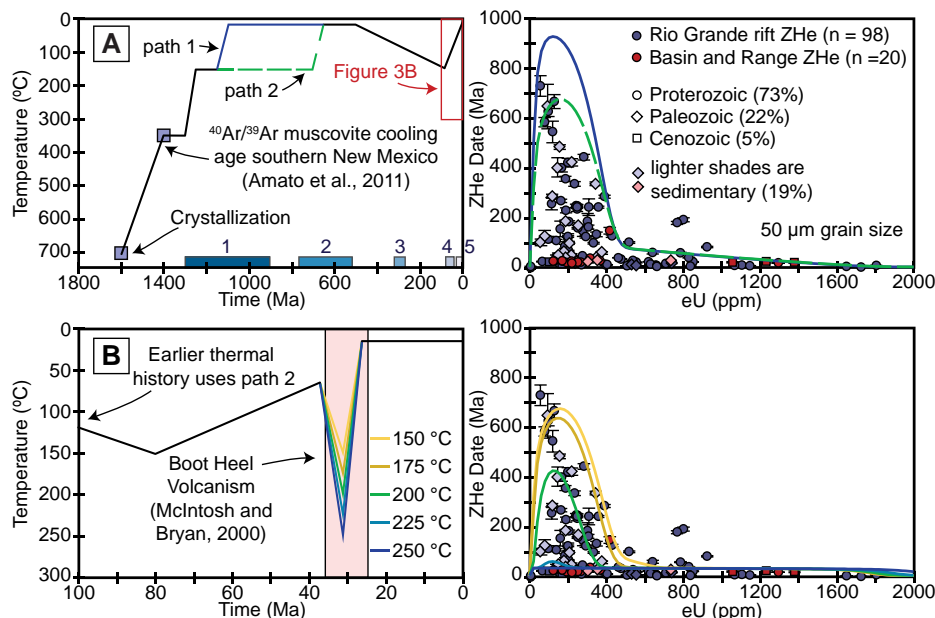 A
Temperature (ºC)
0
100
200
300
400
500
600
700
path 1
path 2
Figure 3B
⁴⁰Ar/³⁹Ar muscovite cooling
age southern New Mexico
(Amato et al., 2011)
Crystallization
1
2
3
4
5
1800
1400
1000
600
200
0
Time (Ma)
ZHe Date (Ma)
1000
800
600
400
200
0
Rio Grande rift ZHe (n = 98)
Basin and Range ZHe (n =20)
Proterozoic (73%)
Paleozoic (22%)
Cenozoic (5%)
lighter shades are
sedimentary (19%)
50 µm grain size
0
400
800
1200
1600
2000
eU (ppm)
B
Temperature (ºC)
0
50
100
150
200
250
300
Earlier thermal
history uses path 2
Boot Heel
Volcanism
(McIntosh and
Bryan, 2000)
150 °C
175 °C
200 °C
225 °C
250 °C
100
80
60
40
20
0
Time (Ma)
ZHe Date (Ma)
1000
800
600
400
200
0
0
400
800
1200
1600
2000
eU (ppm)